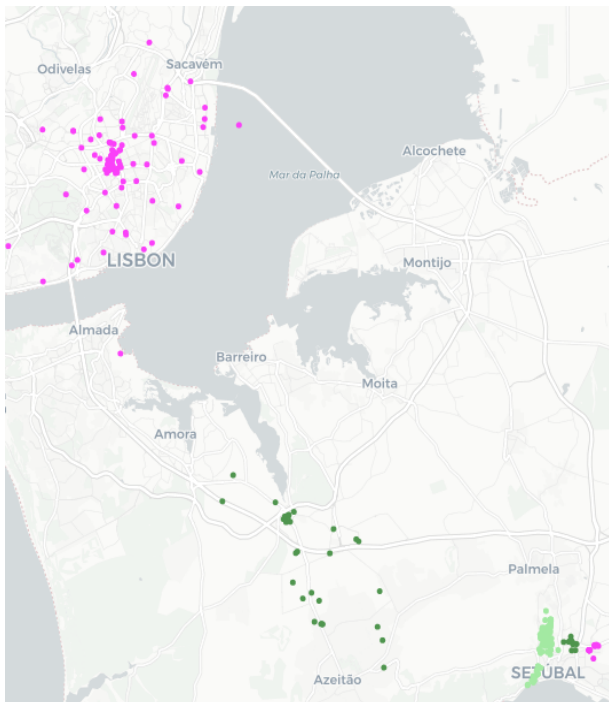 Odivelas
Sacavém
Alcochete
Mar da Palha
LISBON
Montijo
Almada
Barreiro
Moita
Amora
Palmela
SETÚBAL
Azeitão